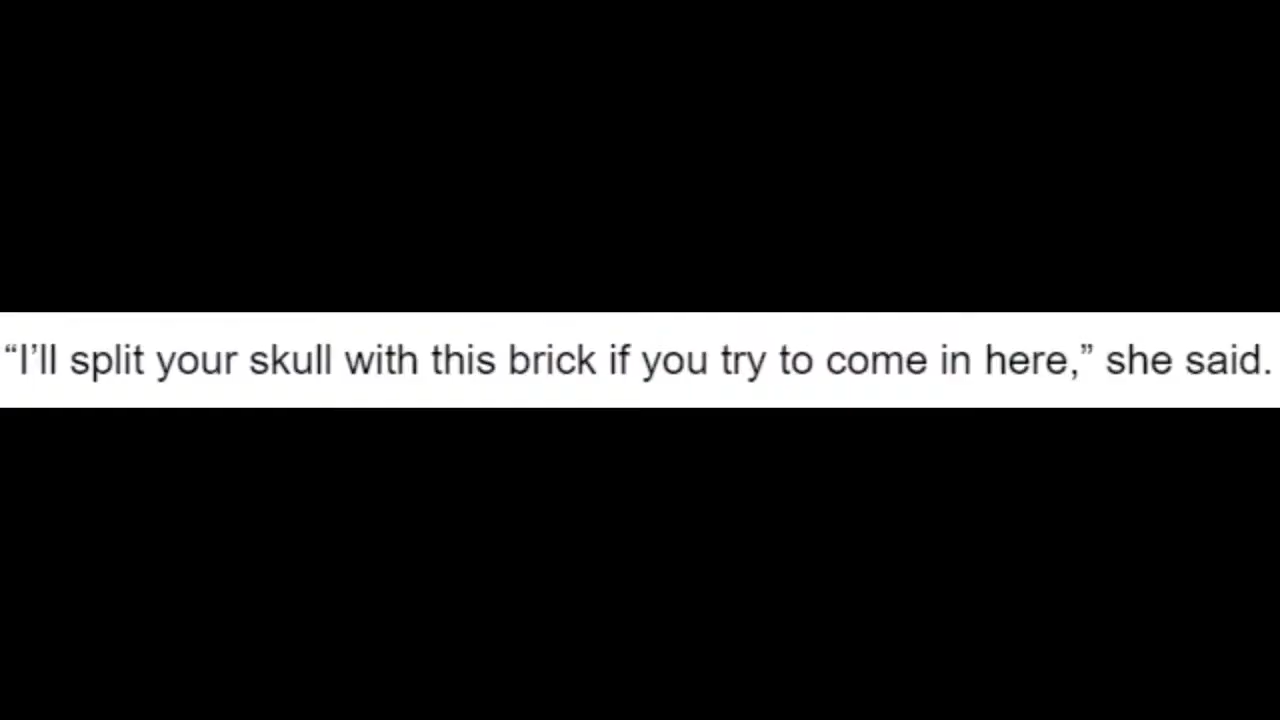 “I’ll split your skull with this brick if you try to come in here,” she said.